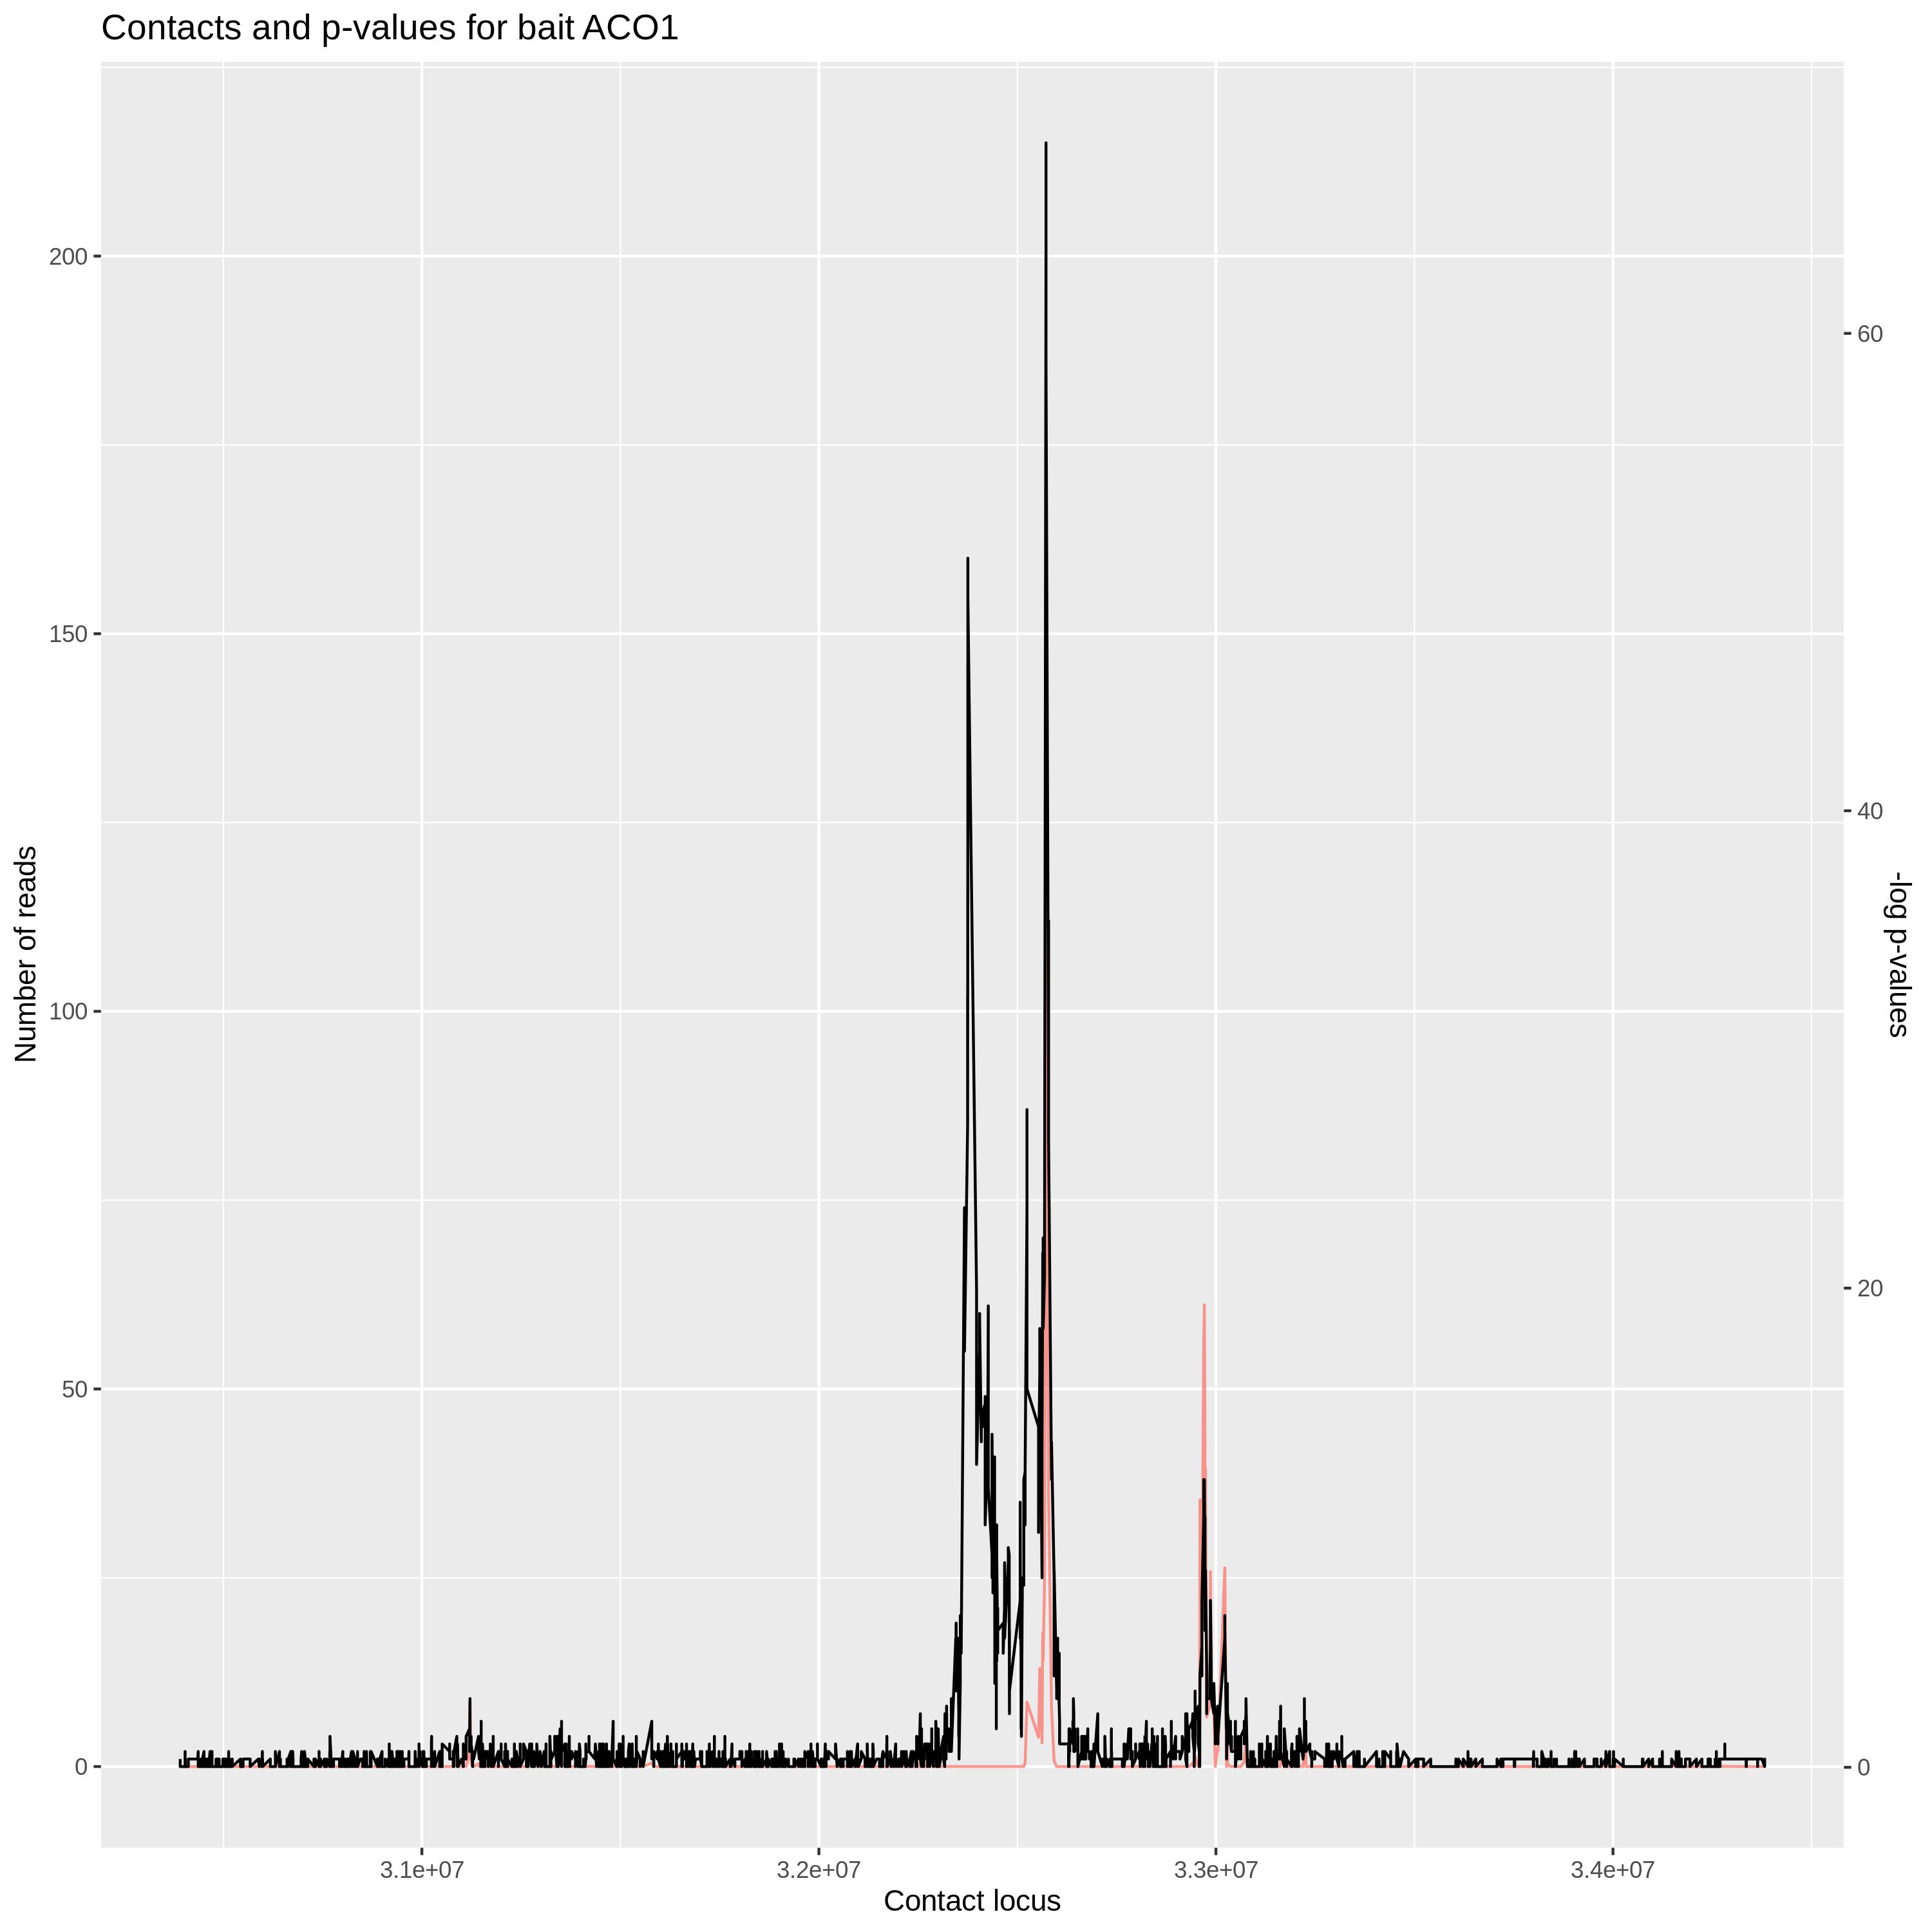 Contacts and p-values for bait ACO1
200
150
100
50
0
Number of reads
60
40
20
0
-log p-values
3.1e+07
3.2e+07
3.3e+07
3.4e+07
Contact locus